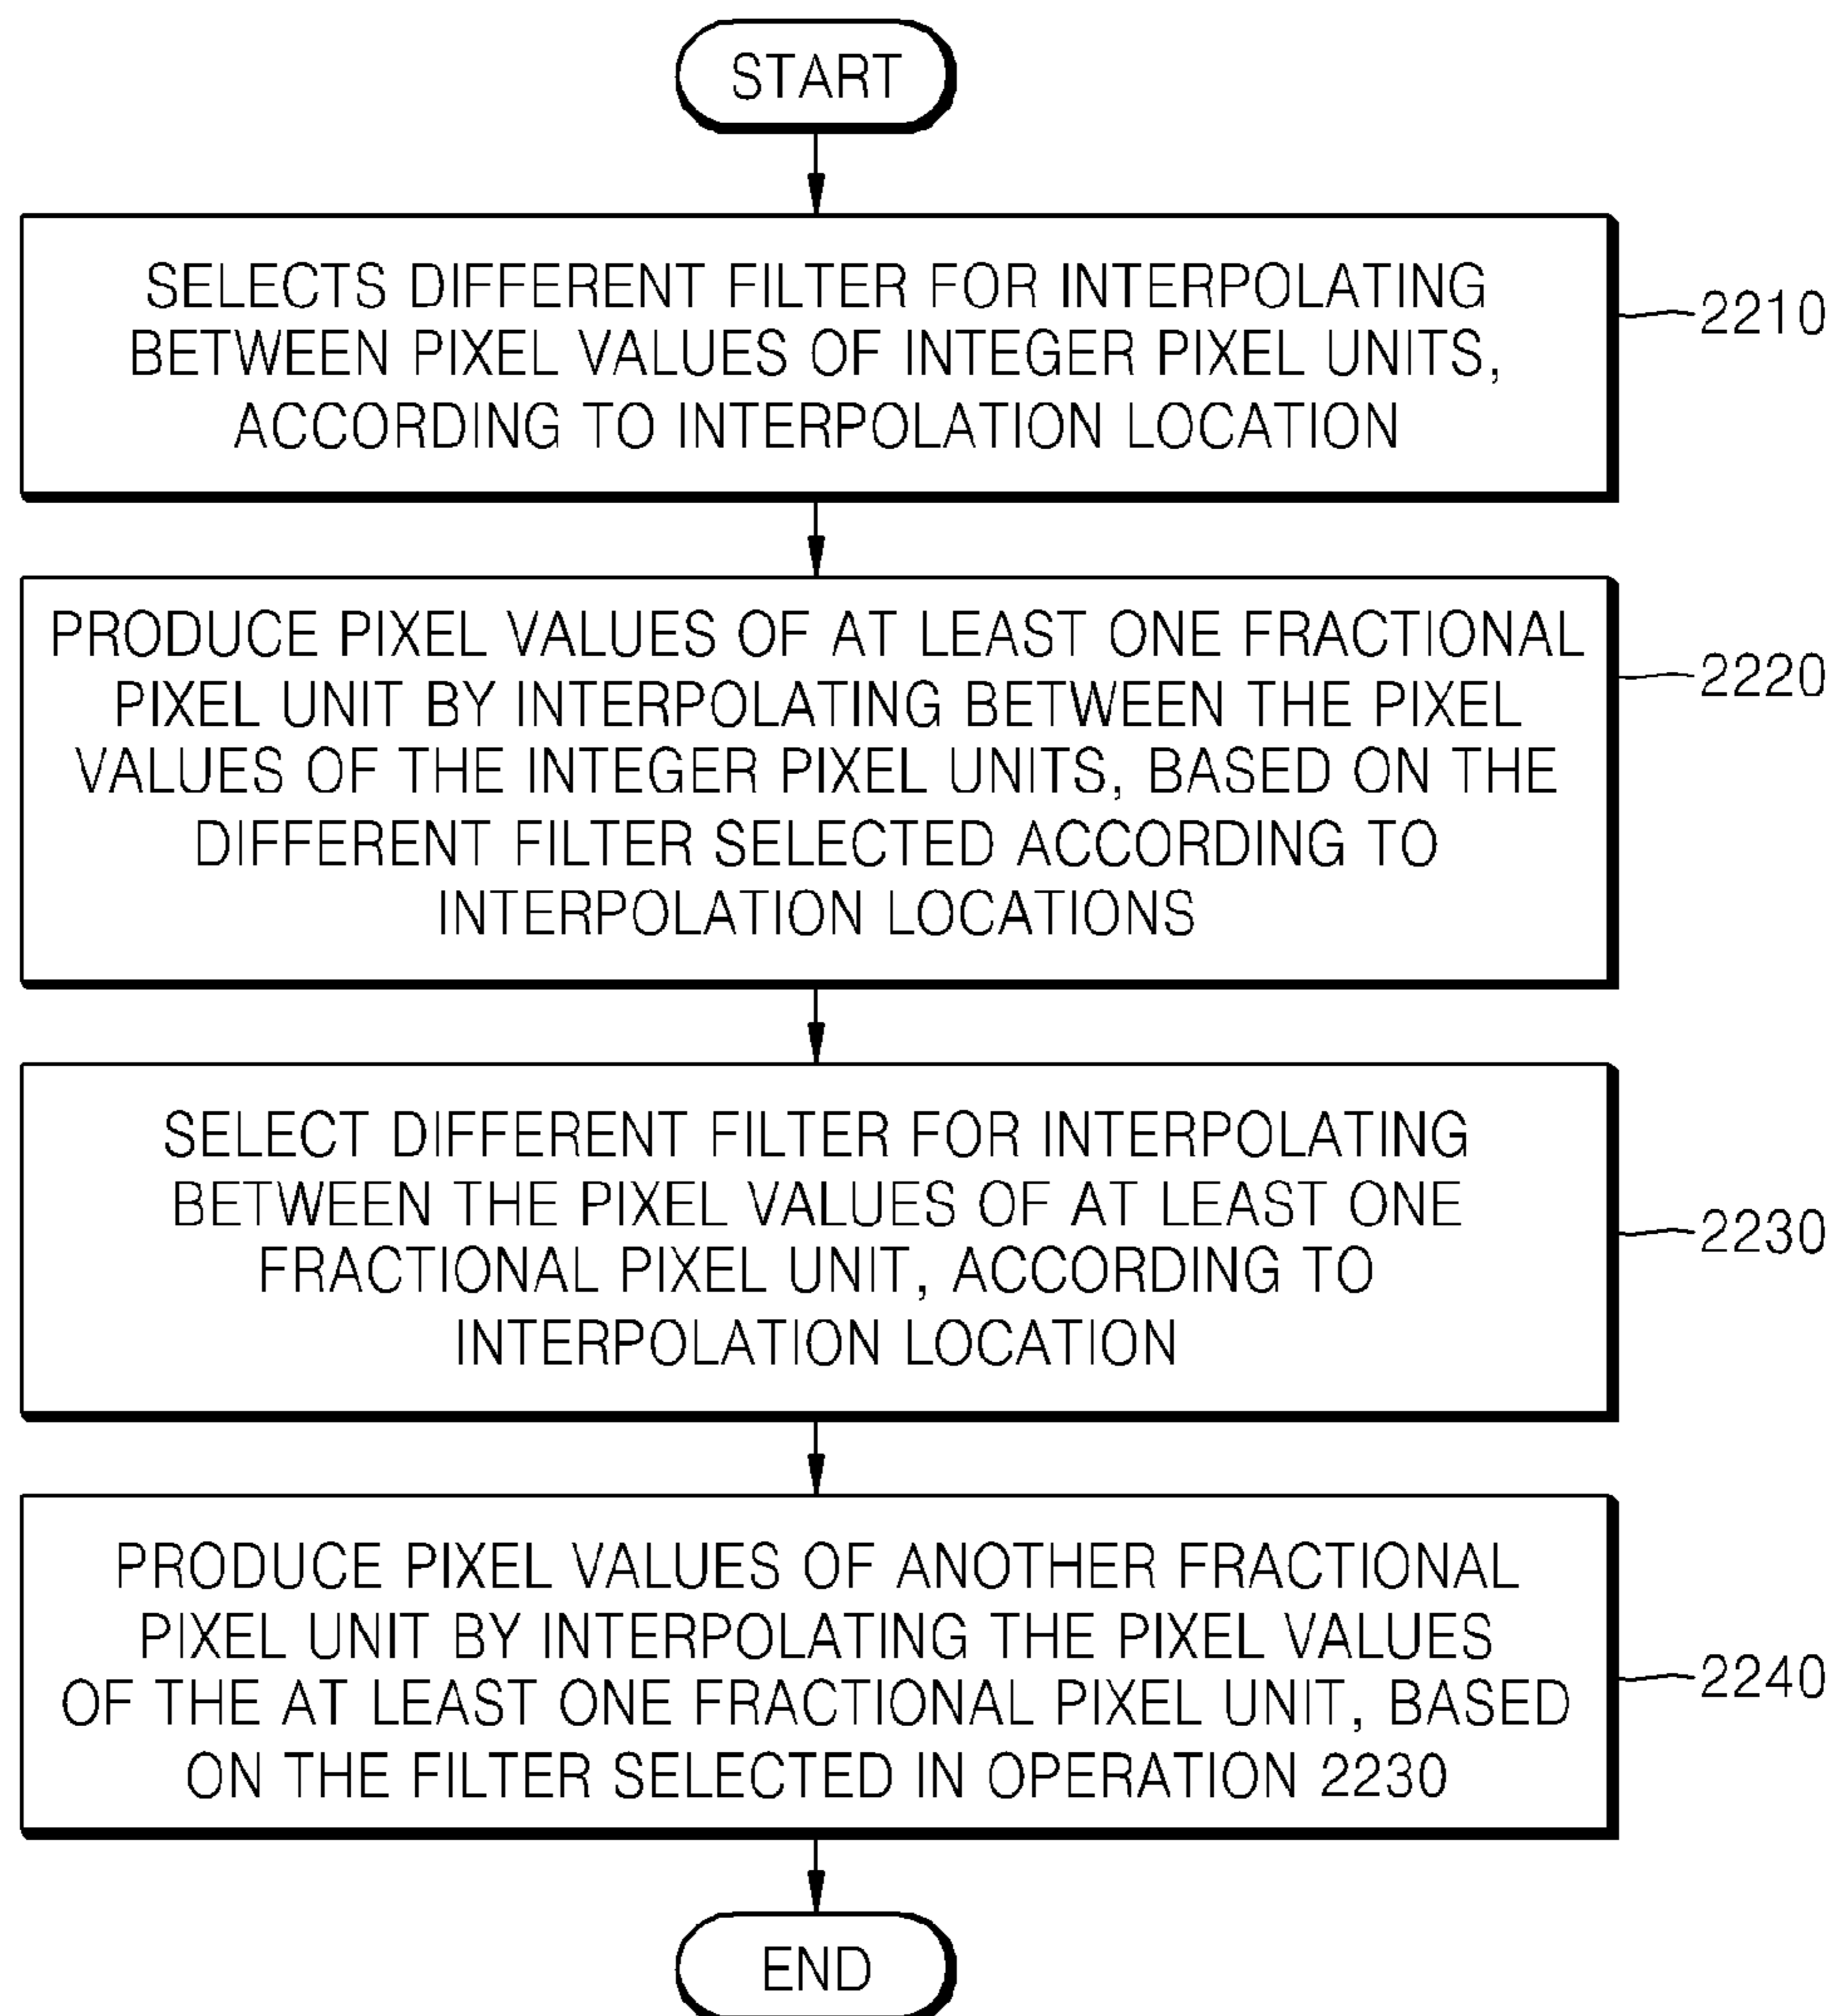 START
SELECTS DIFFERENT FILTER FOR INTERPOLATING
BETWEEN PIXEL VALUES OF INTEGER PIXEL UNITS,
ACCORDING TO INTERPOLATION LOCATION
2210
PRODUCE PIXEL VALUES OF AT LEAST ONE FRACTIONAL
PIXEL UNIT BY INTERPOLATING BETWEEN THE PIXEL
VALUES OF THE INTEGER PIXEL UNITS, BASED ON THE
DIFFERENT FILTER SELECTED ACCORDING TO
INTERPOLATION LOCATIONS
2220
SELECT DIFFERENT FILTER FOR INTERPOLATING
BETWEEN THE PIXEL VALUES OF AT LEAST ONE
FRACTIONAL PIXEL UNIT, ACCORDING TO
INTERPOLATION LOCATION
2230
PRODUCE PIXEL VALUES OF ANOTHER FRACTIONAL
PIXEL UNIT BY INTERPOLATING THE PIXEL VALUES
OF THE AT LEAST ONE FRACTIONAL PIXEL UNIT, BASED
ON THE FILTER SELECTED IN OPERATION 2230
2240
END